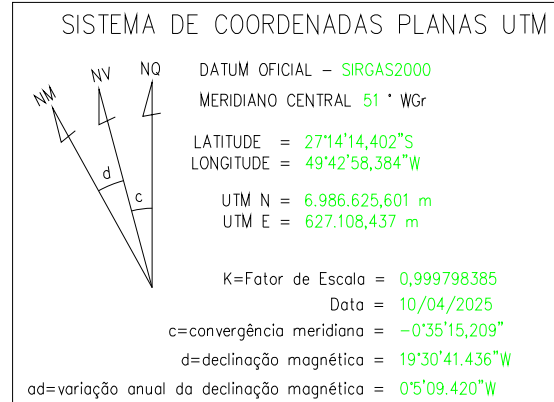 SISTEMA DE COORDENADAS PLANAS UTM
NM NV NQ
DATUM OFICIAL - SIRGAS2000
MERIDIANO CENTRAL 51 ° WGr
d
c
LATITUDE = 27°14'14,402"S
LONGITUDE = 49°42'58,384"W
UTM N = 6.986.625,601 m
UTM E = 627.108,437 m
K=Fator de Escala = 0,999798385
Data = 10/04/2025
c=convergência meridiana = -0°35'15,209"
d=declinação magnética = 19°30'41.436"W
ad=variação anual da declinação magnética = 0°5'09.420"W